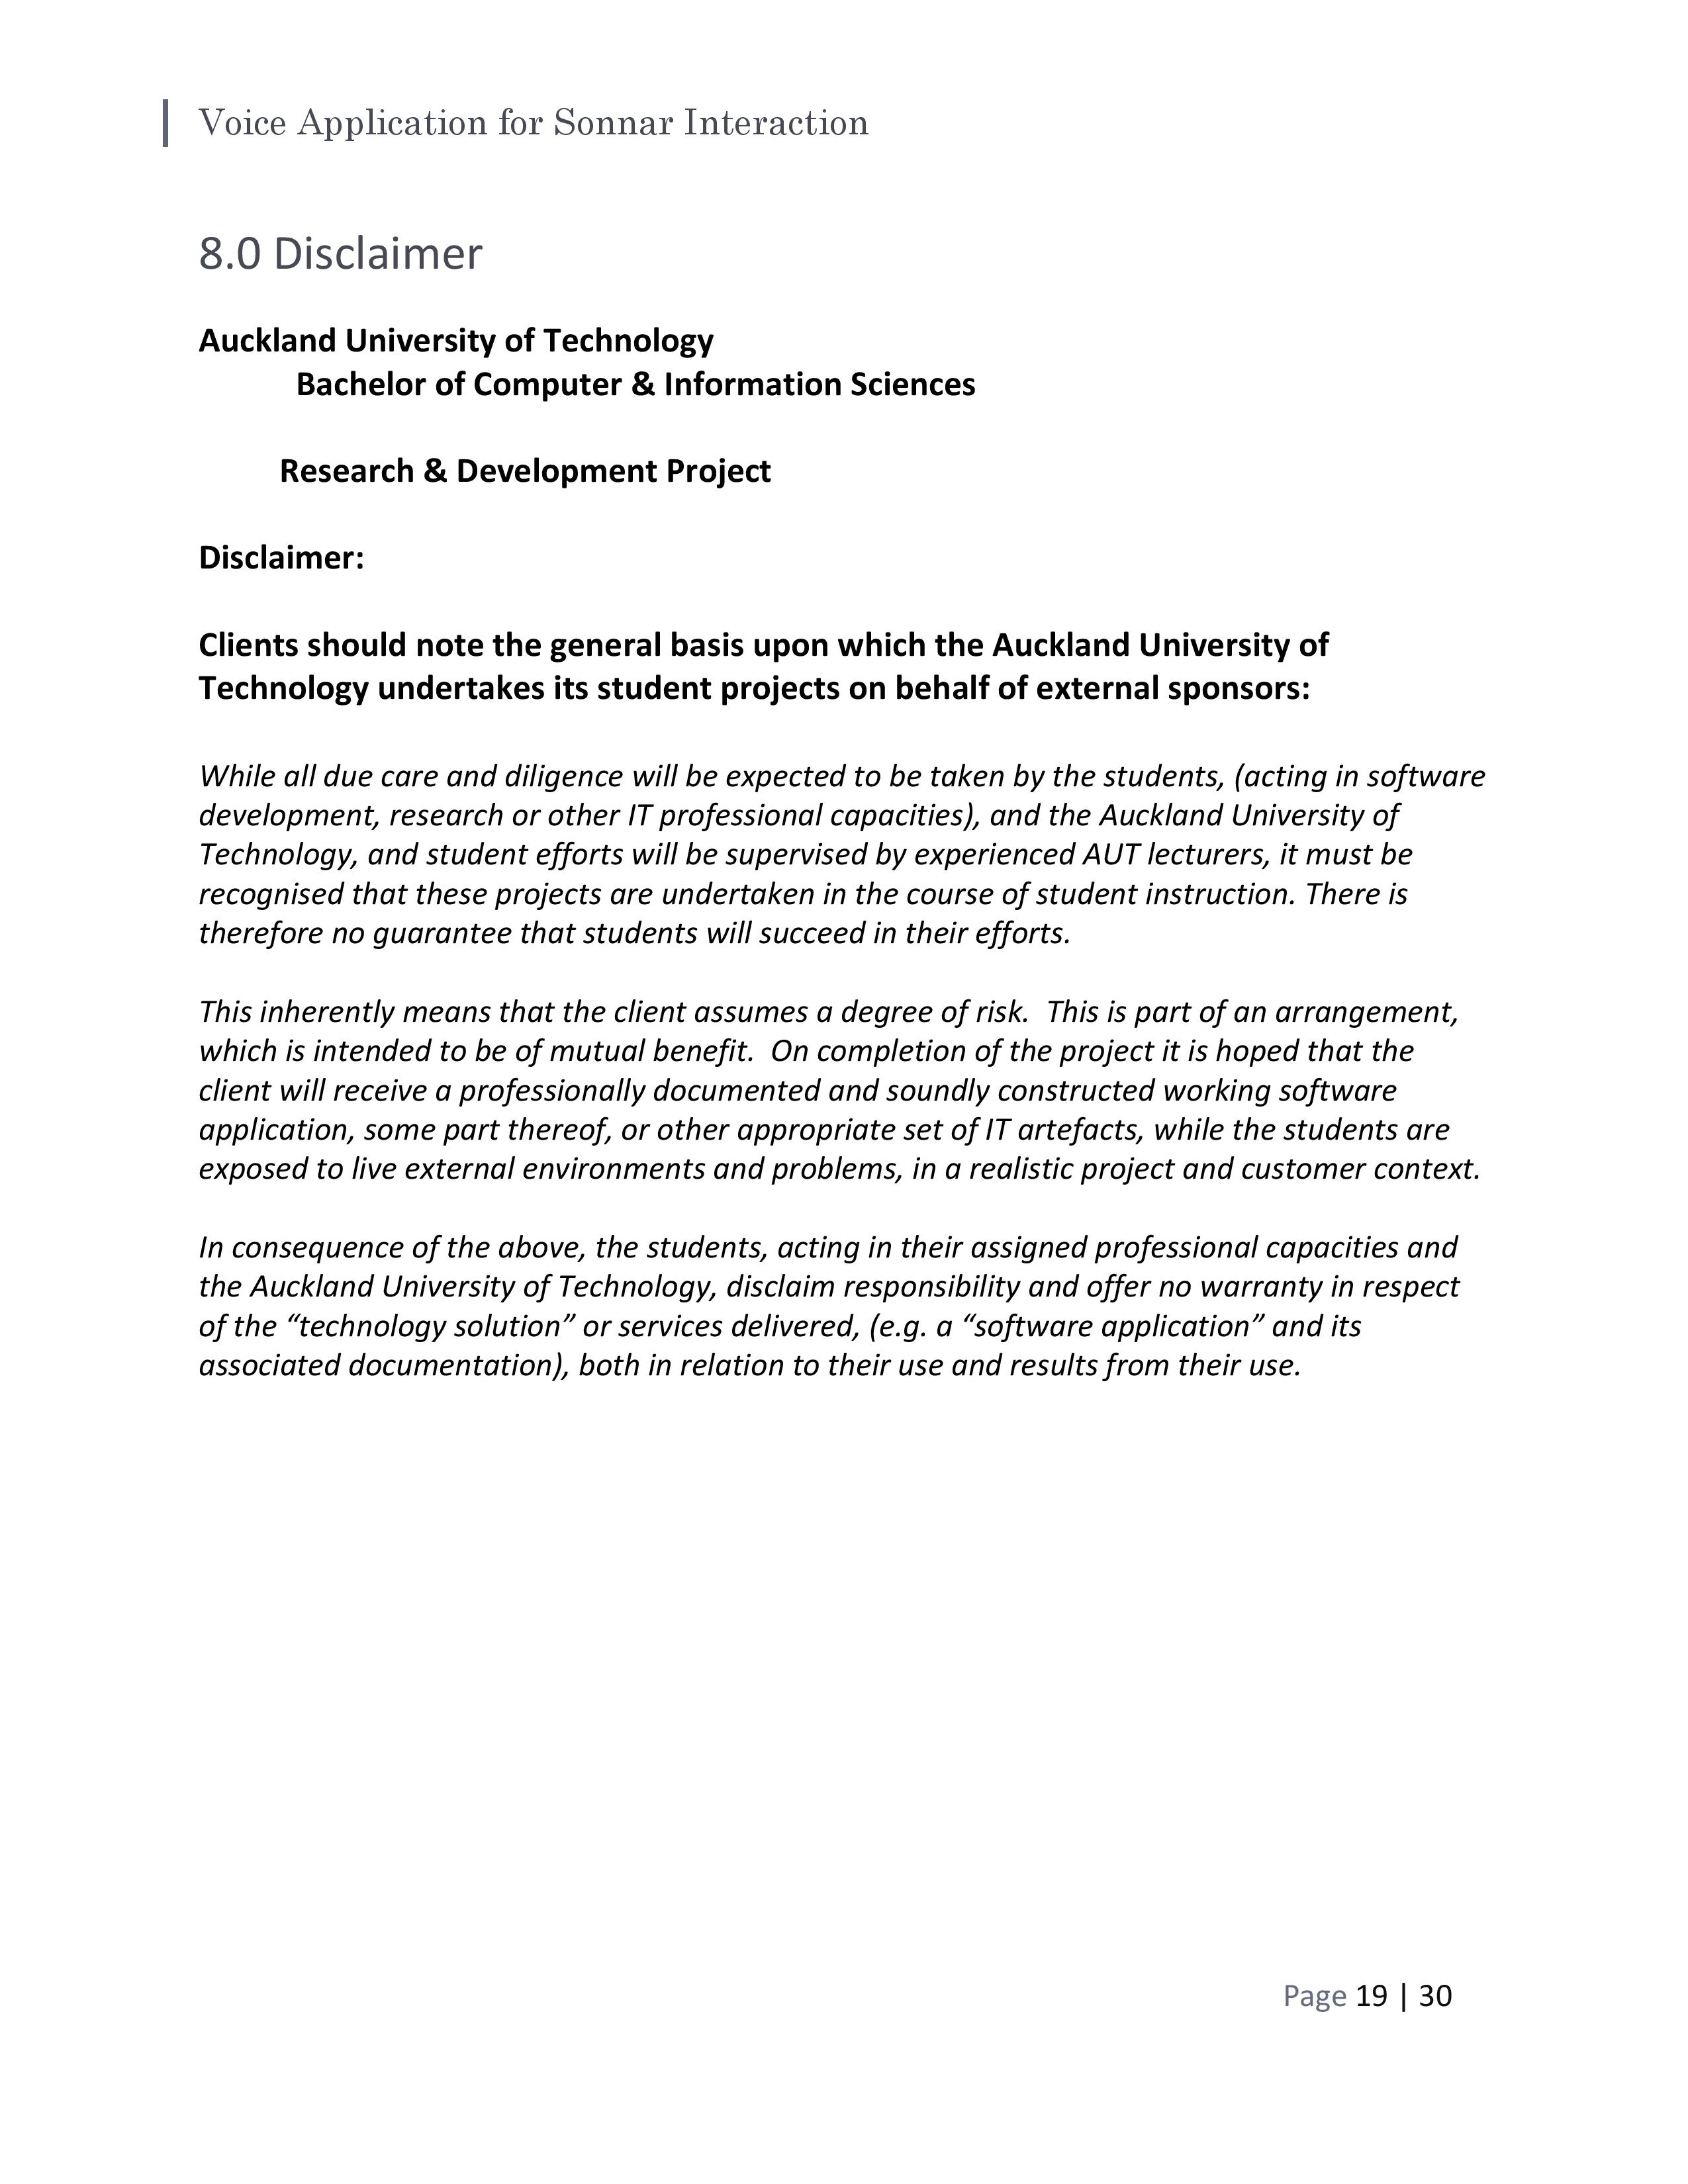 Voice Application for Sonnar Interaction
8.0 Disclaimer
Auckland University of Technology
Bachelor of Computer & Information Sciences
Research & Development Project
Disclaimer:
Clients should note the general basis upon which the Auckland University of
Technology undertakes its student projects on behalf of external sponsors:
While all due care and diligence will be expected to be taken by the students, (acting in software
development, research or other IT professional capacities), and the Auckland University of
Technology, and student efforts will be supervised by experienced AUT lecturers, it must be
recognised that these projects are undertaken in the course of student instruction. There is
therefore no guarantee that students will succeed in their efforts.
This inherently means that the client assumes a degree of risk.  This is part of an arrangement,
which is intended to be of mutual benefit.  On completion of the project it is hoped that the
client will receive a professionally documented and soundly constructed working software
application, some part thereof, or other appropriate set of IT artefacts, while the students are
exposed to live external environments and problems, in a realistic project and customer context.
In consequence of the above, the students, acting in their assigned professional capacities and
the Auckland University of Technology, disclaim responsibility and offer no warranty in respect
of the “technology solution” or services delivered, (e.g. a “software application” and its
associated documentation), both in relation to their use and results from their use.
Page 19 | 30